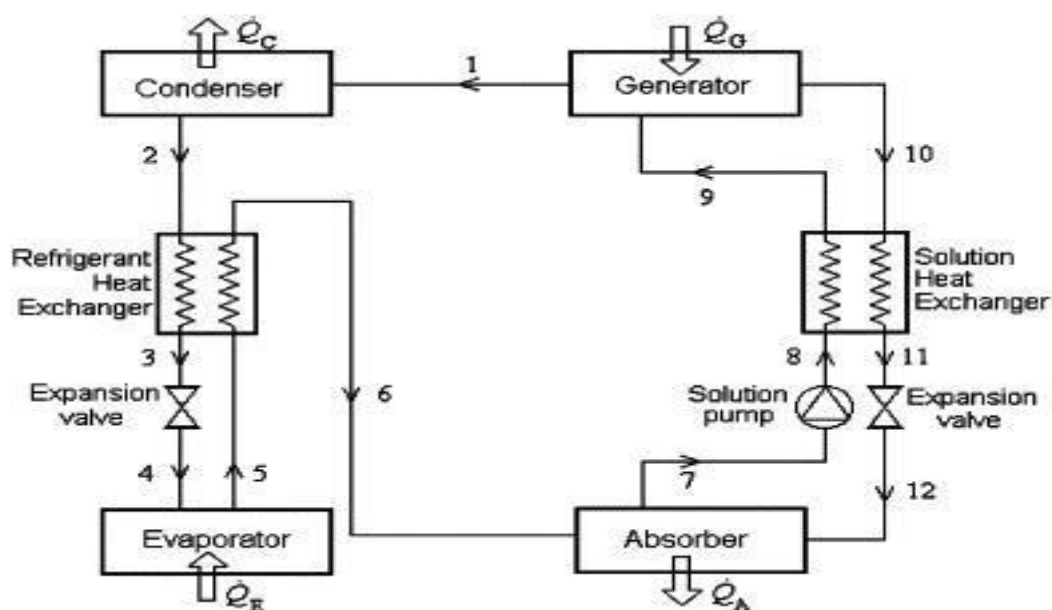 Q̇C
Q̇G
Condenser
1
Generator
2
10
9
Refrigerant
Heat
Exchanger
Solution
Heat
Exchanger
3
8
11
Expansion
valve
6
Solution
pump
Expansion
valve
4
5
7
12
Evaporator
Absorber
Q̇E
Q̇A